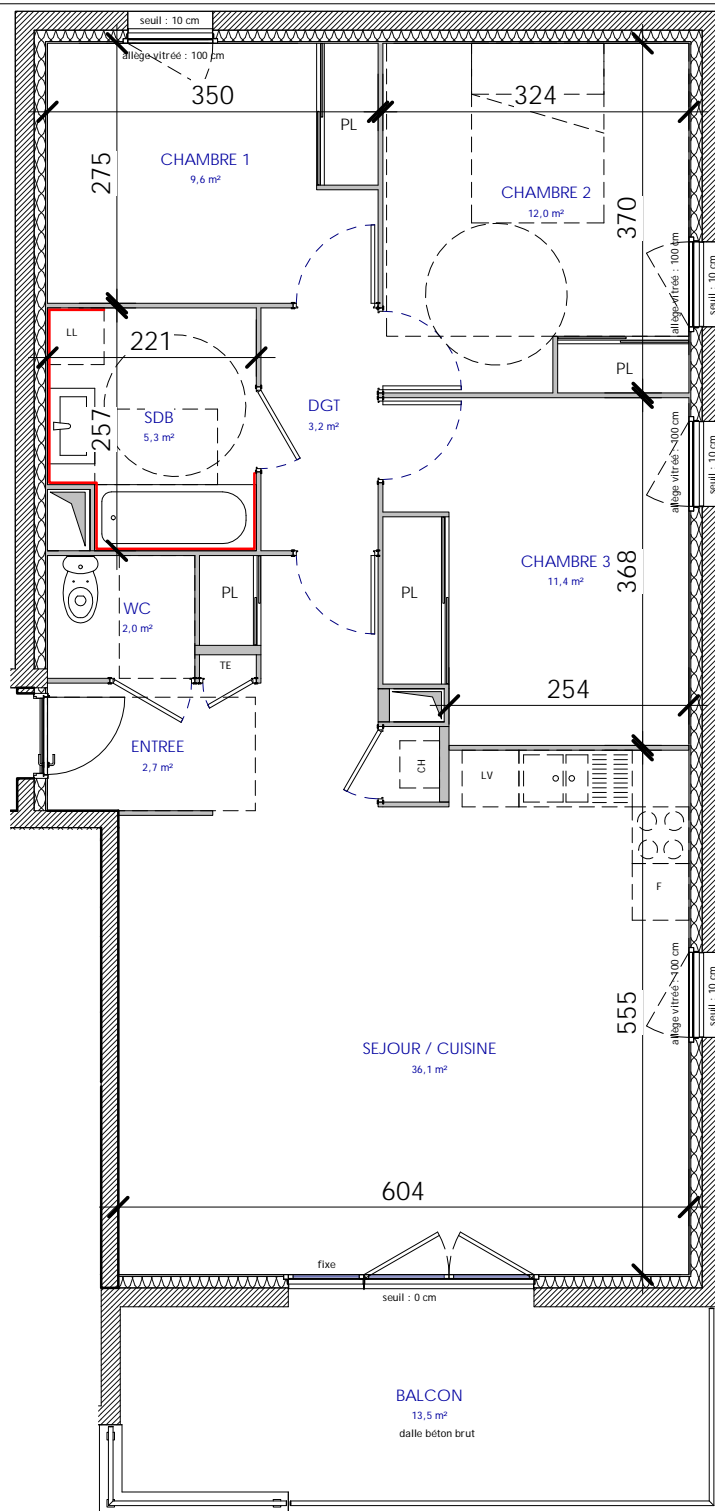 seuil : 10 cm
allège vitréé : 100 cm
350
324
PL
CHAMBRE 1
9,6 m²
275
CHAMBRE 2
12,0 m²
370
allège vitréé : 100 cm
seuil : 10 cm
LL
221
PL
SDB
5,3 m²
257
DGT
3,2 m²
allège vitréé : 100 cm
seuil : 10 cm
CHAMBRE 3
11,4 m²
368
WC
2,0 m²
PL
PL
TE
254
ENTREE
2,7 m²
CH
LV
F
allège vitréé : 100 cm
seuil : 10 cm
555
SEJOUR / CUISINE
36,1 m²
604
fixe
seuil : 0 cm
BALCON
13,5 m²
dalle béton brut